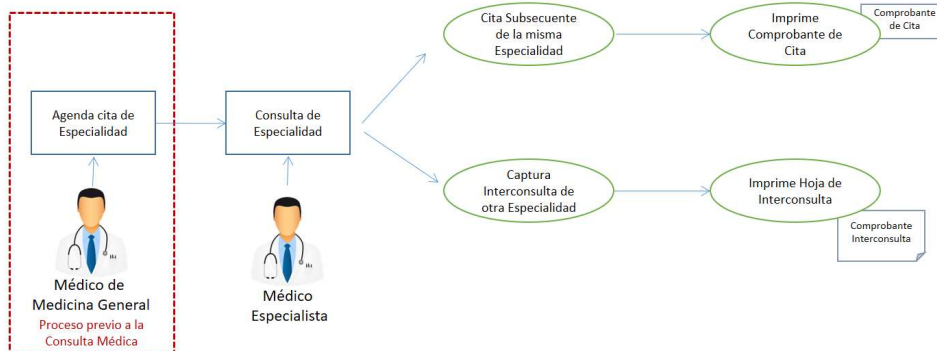 Cita Subsecuente
de la misma
Especialidad
Imprime
Comprobante de
Cita
Comprobante
de Cita
Agenda cita de
Especialidad
Consulta de
Especialidad
Captura
Interconsulta de
otra Especialidad
Imprime Hoja de
Interconsulta
Comprobante
Interconsulta
Médico de
Medicina General
Proceso previo a la
Consulta Médica
Médico
Especialista